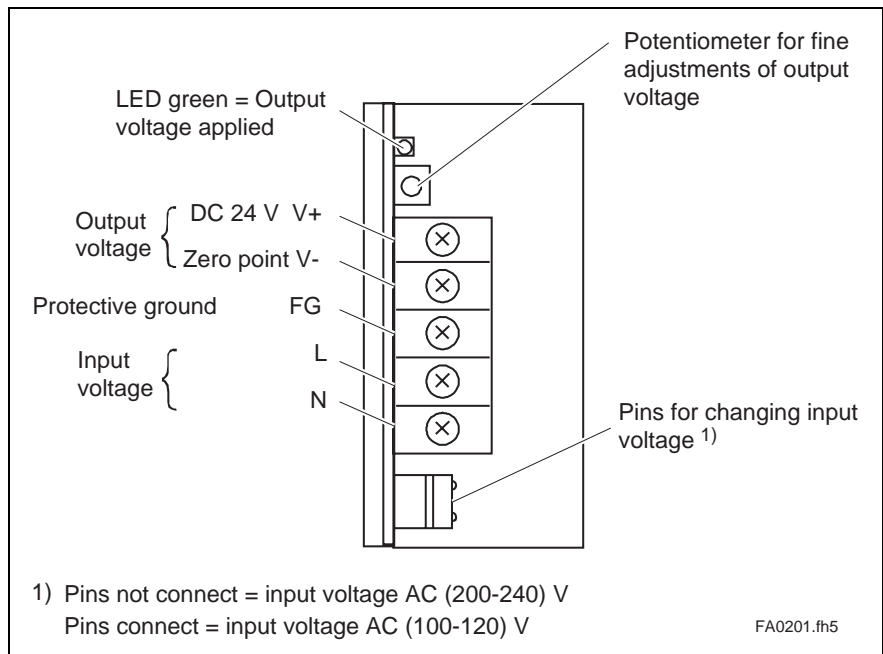 Potentiometer for fine
adjustments of output
voltage
LED green = Output
voltage applied
Output
voltage
DC 24 V V+
Zero point V-
Protective ground FG
Input
voltage
L
N
Pins for changing input
voltage 1)
1) Pins not connect = input voltage AC (200-240) V
Pins connect = input voltage AC (100-120) V
FA0201.fh5